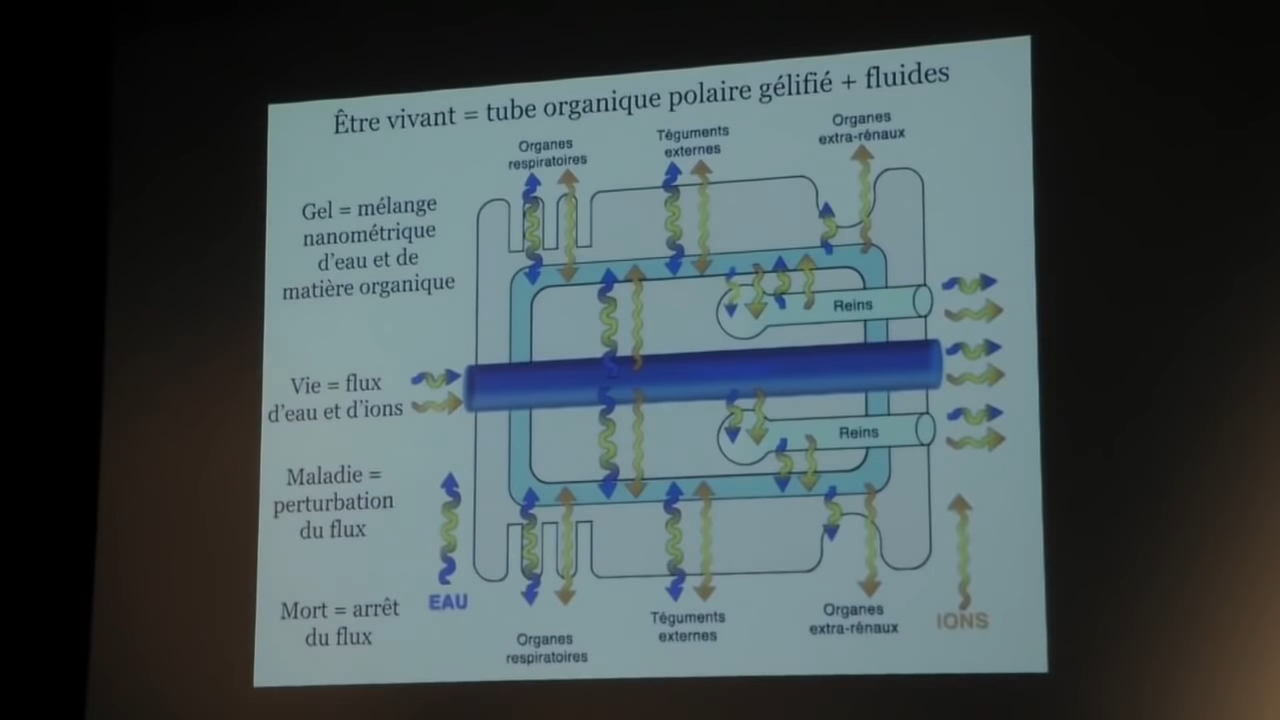 Être vivant = tube organique polaire gélifié + fluides
Organes
respiratoires
Téguments
externes
Organes
extra-rénaux
Gel = mélange
nanométrique
d'eau et de
matière organique
Reins
Vie = flux
d'eau et d'ions
Reins
Maladie =
perturbation
du flux
EAU
Mort = arrêt
du flux
Organes
respiratoires
Téguments
externes
Organes
extra-rénaux
IONS